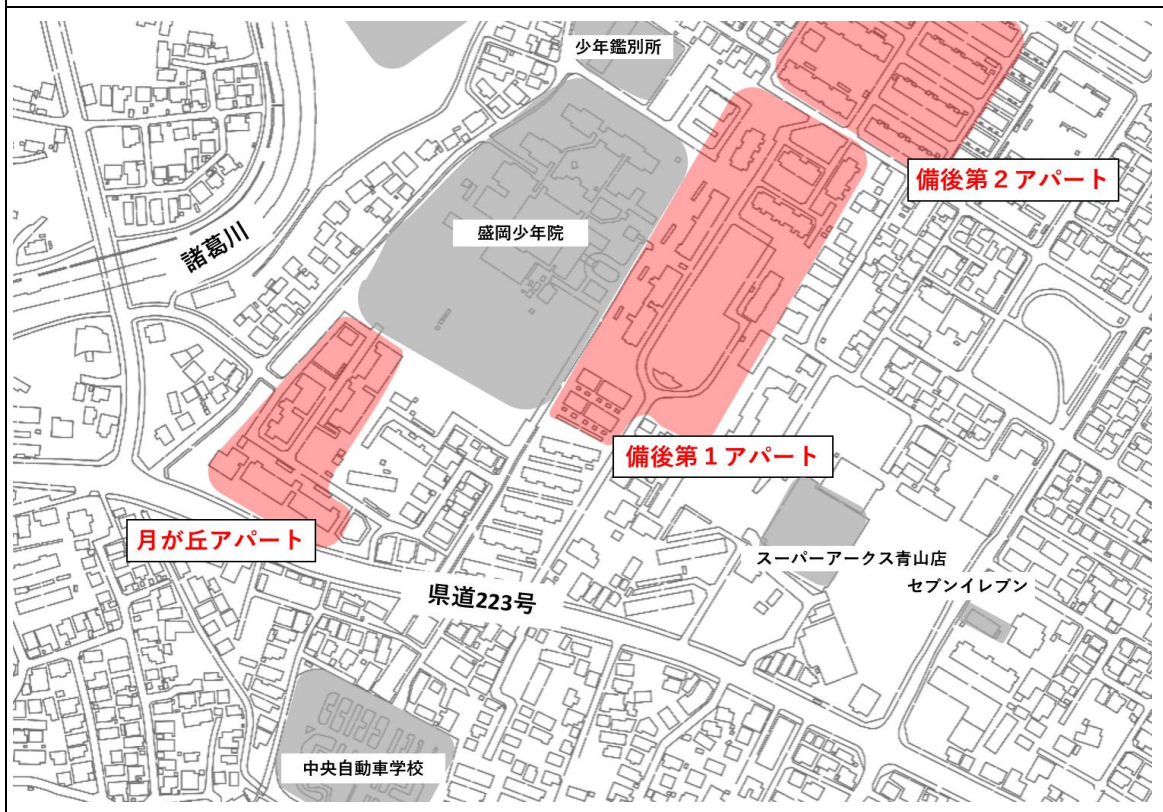 少年鑑別所
備後第２アパート
盛岡少年院
諸葛川
備後第１アパート
月が丘アパート
スーパーアークス青山店
セブンイレブン
県道223号
中央自動車学校